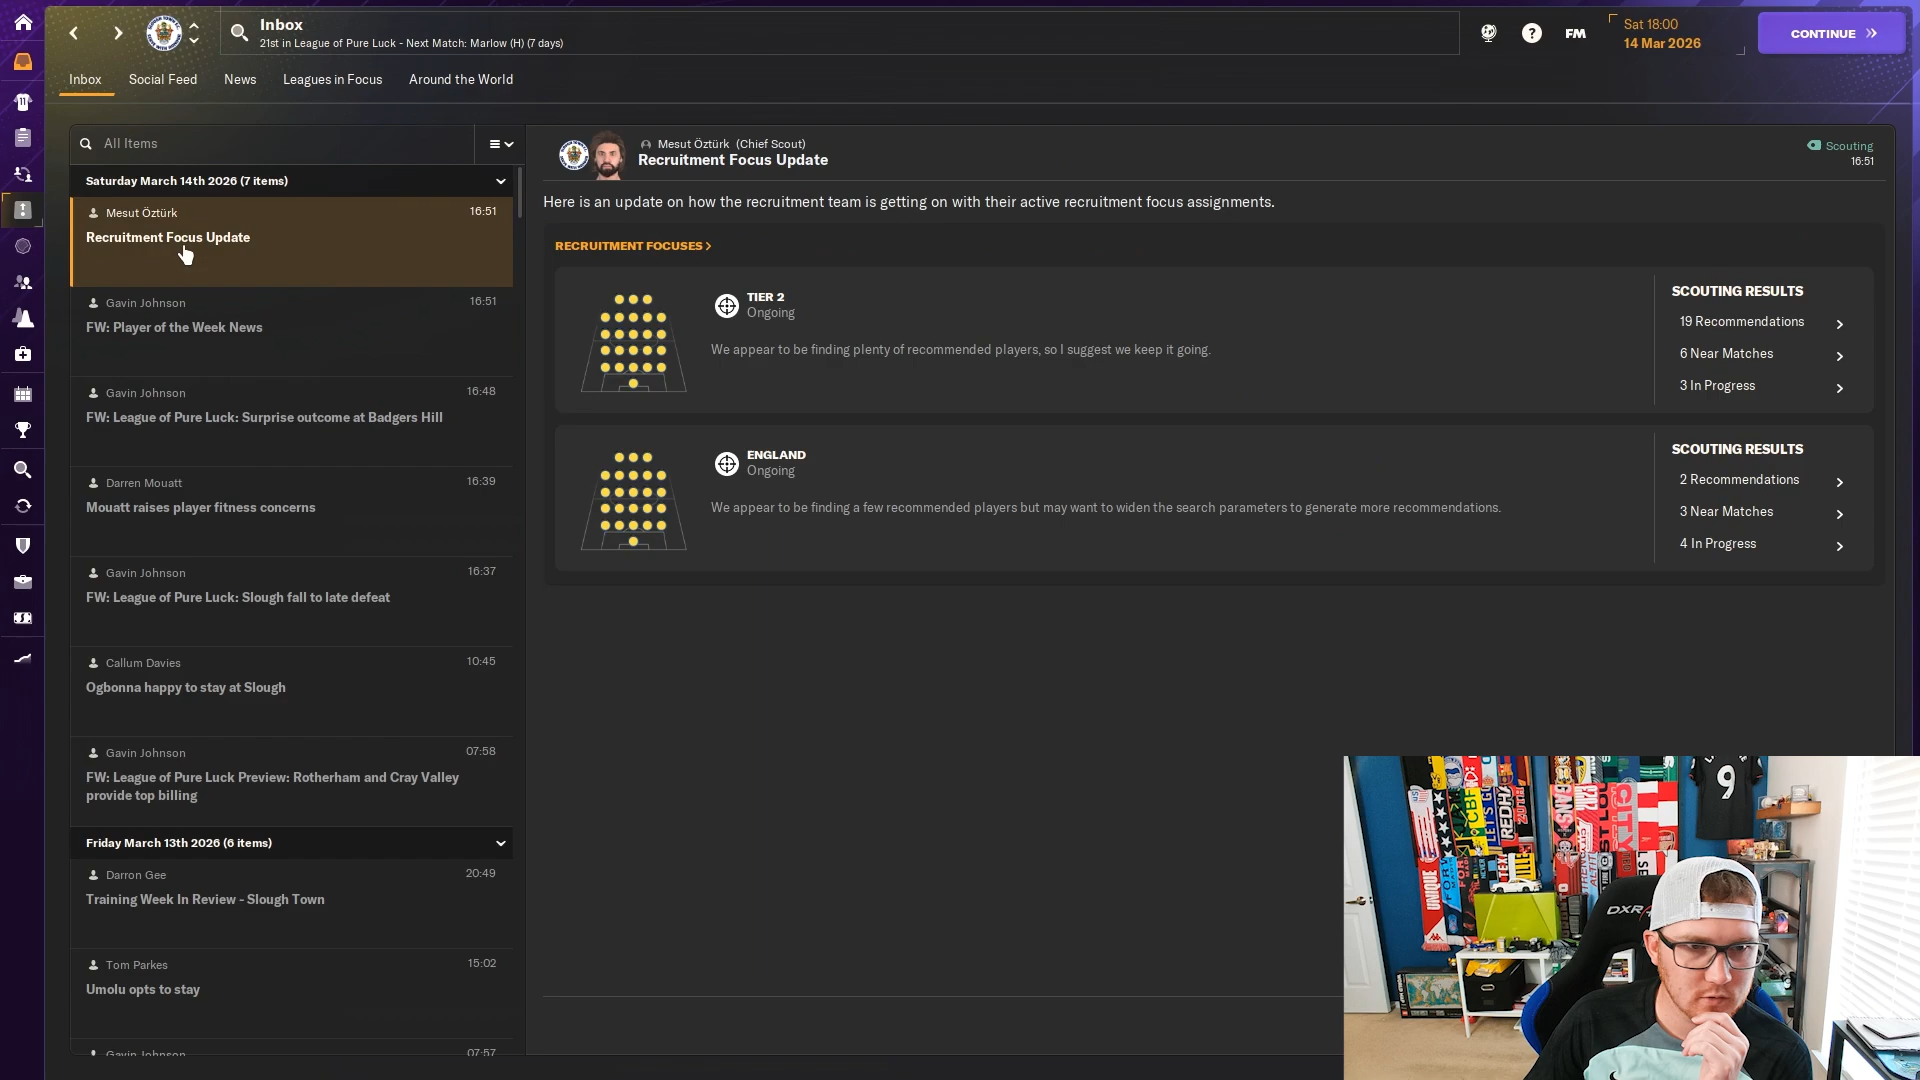 Inbox
21st in League of Pure Luck - Next Match: Marlow (H) (7 days)
FM
Sat 18:00
14 Mar 2026
CONTINUE
Inbox
Social Feed
News
Leagues in Focus
Around the World
All Items
Saturday March 14th 2026 (7 items)
Mesut Öztürk
16:51
Recruitment Focus Update
Gavin Johnson
16:51
FW: Player of the Week News
Gavin Johnson
16:48
FW: League of Pure Luck: Surprise outcome at Badgers Hill
Darren Mouatt
16:39
Mouatt raises player fitness concerns
Gavin Johnson
16:37
FW: League of Pure Luck: Slough fall to late defeat
Callum Davies
10:45
Ogbonna happy to stay at Slough
Gavin Johnson
07:58
FW: League of Pure Luck Preview: Rotherham and Cray Valley
provide top billing
Friday March 13th 2026 (6 items)
Darron Gee
20:49
Training Week In Review - Slough Town
Tom Parkes
15:02
Umolu opts to stay
Gavin Johnson
07:57
Mesut Öztürk (Chief Scout)
Recruitment Focus Update
Scouting
16:51
Here is an update on how the recruitment team is getting on with their active recruitment focus assignments.
RECRUITMENT FOCUSES >
TIER 2
Ongoing
We appear to be finding plenty of recommended players, so I suggest we keep it going.
SCOUTING RESULTS
19 Recommendations
6 Near Matches
3 In Progress
ENGLAND
Ongoing
We appear to be finding a few recommended players but may want to widen the search parameters to generate more recommendations.
SCOUTING RESULTS
2 Recommendations
3 Near Matches
4 In Progress
9
CITY
UNIQUE
DXR